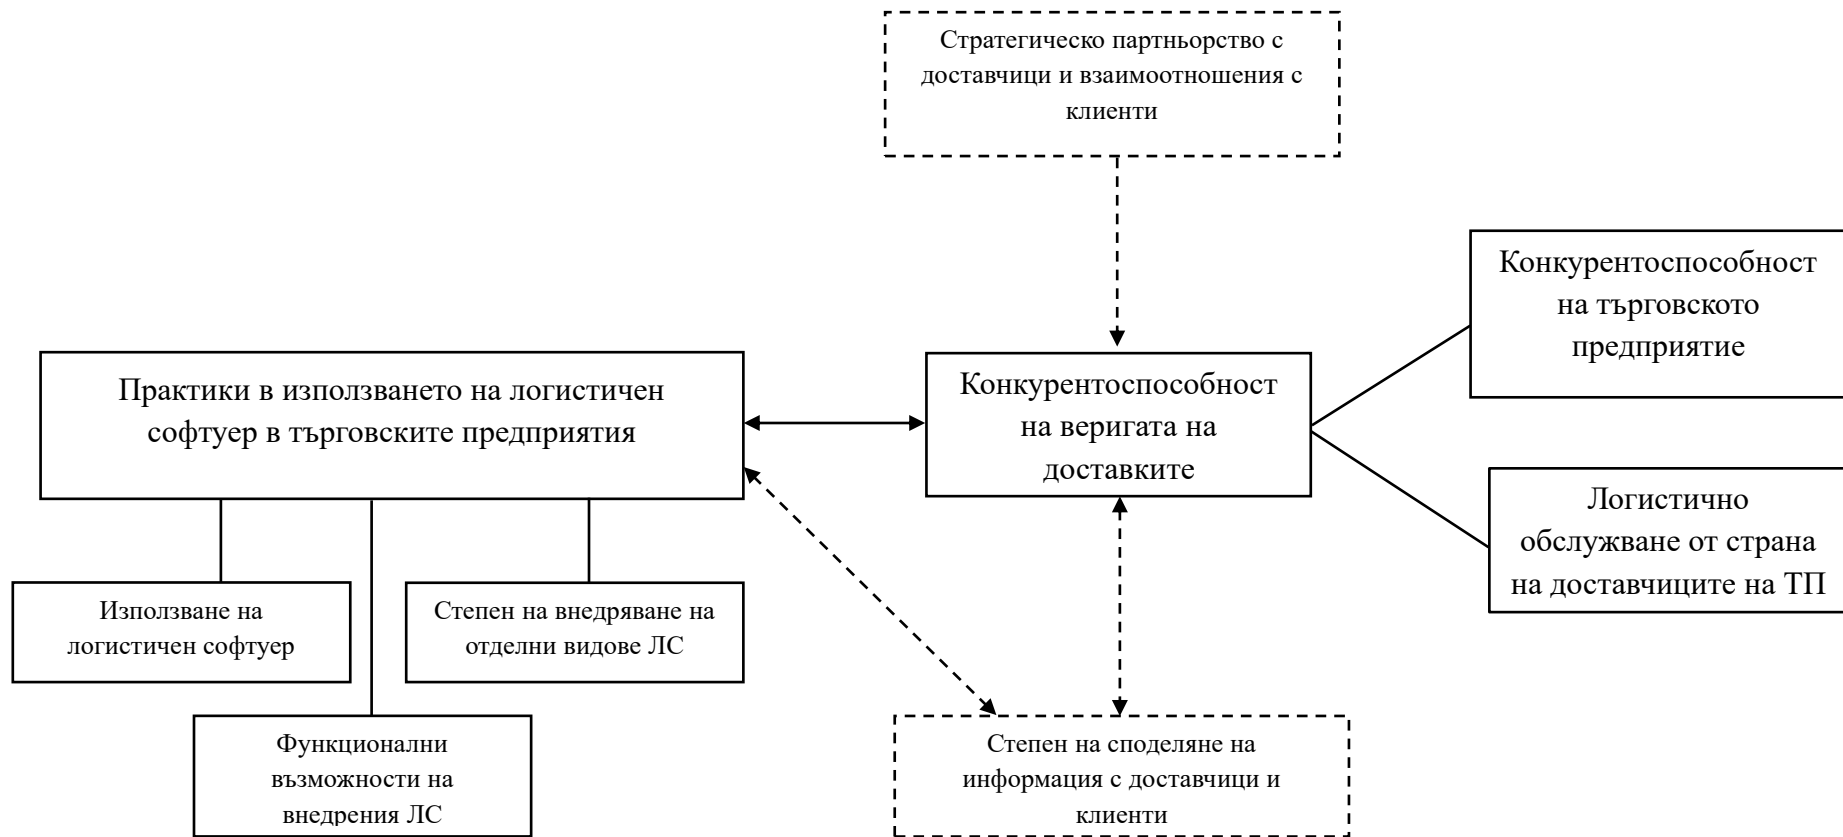 Стратегическо партньорство с
доставчици и взаимоотношения с
клиенти
Конкурентоспособност
на търговското
предприятие
Практики в използването на логистичен
софтуер в търговските предприятия
Конкурентоспособност
на веригата на
доставките
Логистично
обслужване от страна
на доставчиците на ТП
Използване на
логистичен софтуер
Степен на внедряване на
отделни видове ЛС
Функционални
възможности на
внедрения ЛС
Степен на споделяне на
информация с доставчици и
клиенти